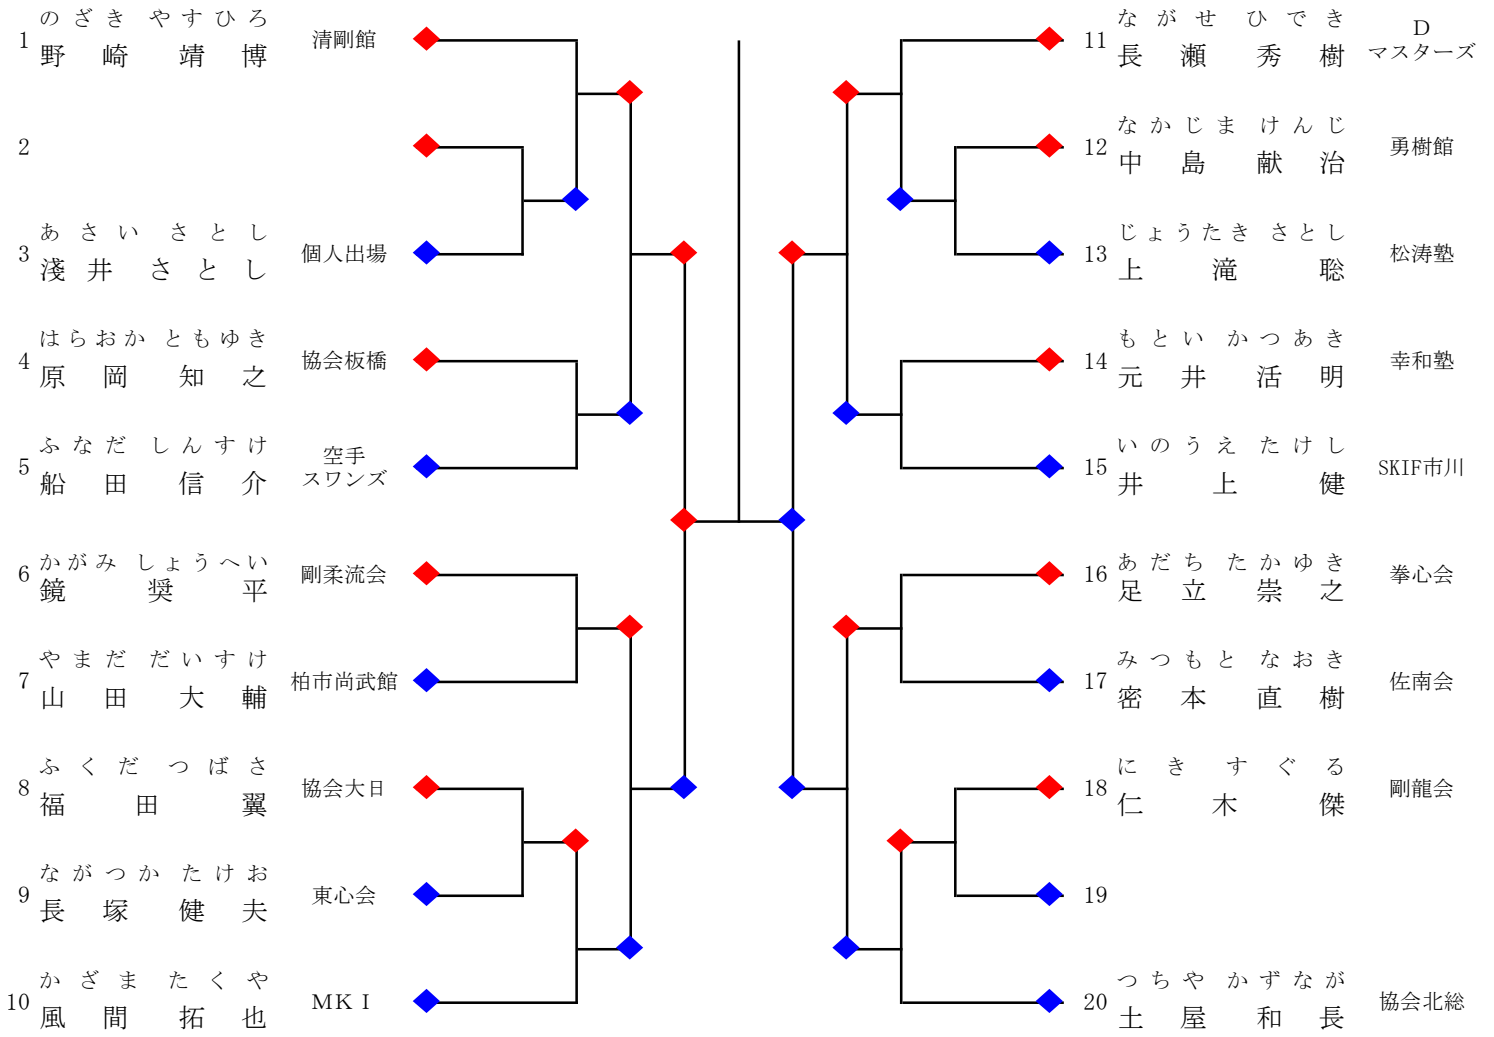 のざき やすひろ
1 野崎 靖博 清剛館
2
あさい さとし
3 淺井 さとし 個人出場
はらおか ともゆき
4 原岡 知之 協会板橋
ふなだ しんすけ
5 船田 信介 空手
スワンズ
かがみ しょうへい
6 鏡 奨平 剛柔流会
やまだ だいすけ
7 山田 大輔 柏市尚武館
ふくだ つばさ
8 福田 翼 協会大日
ながつか たけお
9 長塚 健夫 東心会
かざま たくや
10 風間 拓也 ＭＫＩ
ながせ ひでき
11 長瀬 秀樹 Ｄ
マスターズ
なかじま けんじ
12 中島 献治 勇樹館
じょうたき さとし
13 上滝 聡 松涛塾
もとい かつあき
14 元井 活明 幸和塾
いのうえ たけし
15 井上 健 SKIF市川
あだち たかゆき
16 足立 崇之 拳心会
みつもと なおき
17 密本 直樹 佐南会
にき すぐる
18 仁木 傑 剛龍会
19
つちや かずなが
20 土屋 和長 協会北総